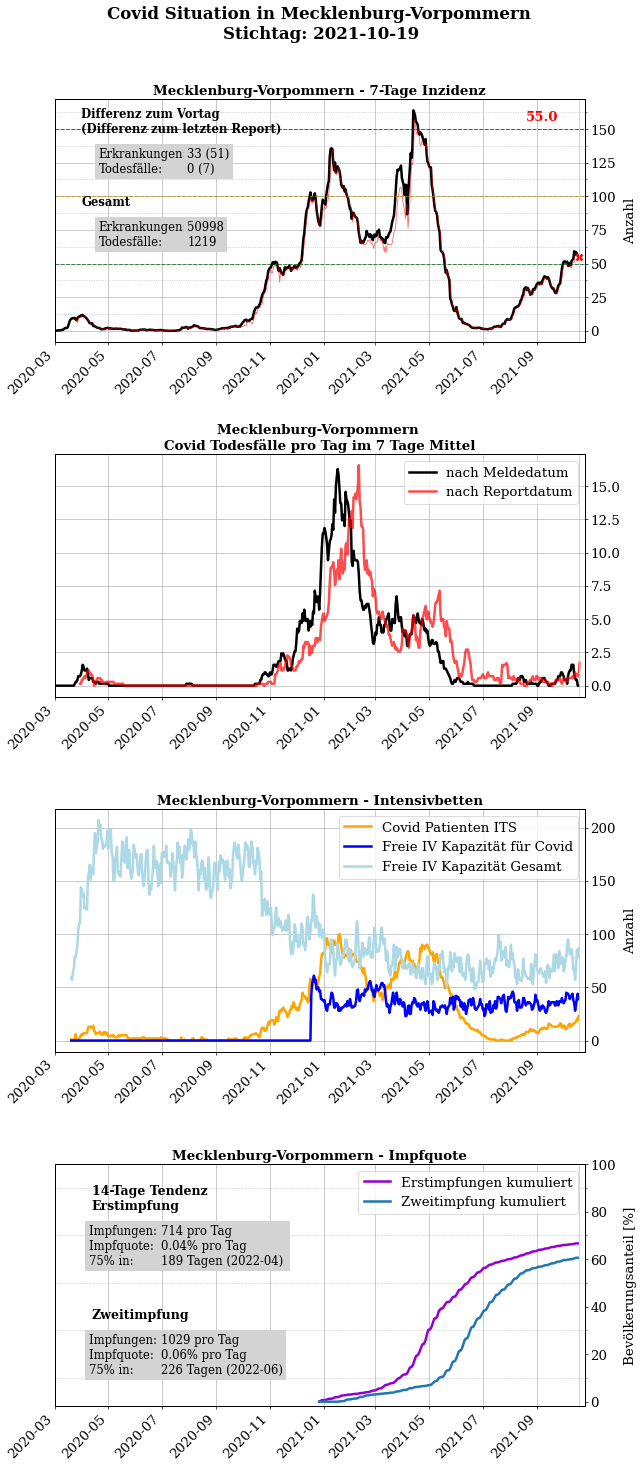 Covid Situation in Mecklenburg-Vorpommern
Stichtag: 2021-10-19
Mecklenburg-Vorpommern - 7-Tage Inzidenz
Differenz zum Vortag
(Differenz zum letzten Report)
Erkrankungen 33 (51)
Todesfälle: 0 (7)
Gesamt
Erkrankungen 50998
Todesfälle: 1219
55.0
150
125
100
75
50
25
0
Anzahl
2020-03
2020-05
2020-07
2020-09
2020-11
2021-01
2021-03
2021-05
2021-07
2021-09
Mecklenburg-Vorpommern
Covid Todesfälle pro Tag im 7 Tage Mittel
nach Meldedatum
nach Reportdatum
15.0
12.5
10.0
7.5
5.0
2.5
0.0
2020-03
2020-05
2020-07
2020-09
2020-11
2021-01
2021-03
2021-05
2021-07
2021-09
Mecklenburg-Vorpommern - Intensivbetten
Covid Patienten ITS
Freie IV Kapazität für Covid
Freie IV Kapazität Gesamt
200
150
100
50
0
Anzahl
2020-03
2020-05
2020-07
2020-09
2020-11
2021-01
2021-03
2021-05
2021-07
2021-09
Mecklenburg-Vorpommern - Impfquote
14-Tage Tendenz
Erstimpfung
Impfungen: 714 pro Tag
Impfquote: 0.04% pro Tag
75% in: 189 Tagen (2022-04)
Zweitimpfung
Impfungen: 1029 pro Tag
Impfquote: 0.06% pro Tag
75% in: 226 Tagen (2022-06)
Erstimpfungen kumuliert
Zweitimpfung kumuliert
100
80
60
40
20
0
Bevölkerungsanteil [%]
2020-03
2020-05
2020-07
2020-09
2020-11
2021-01
2021-03
2021-05
2021-07
2021-09